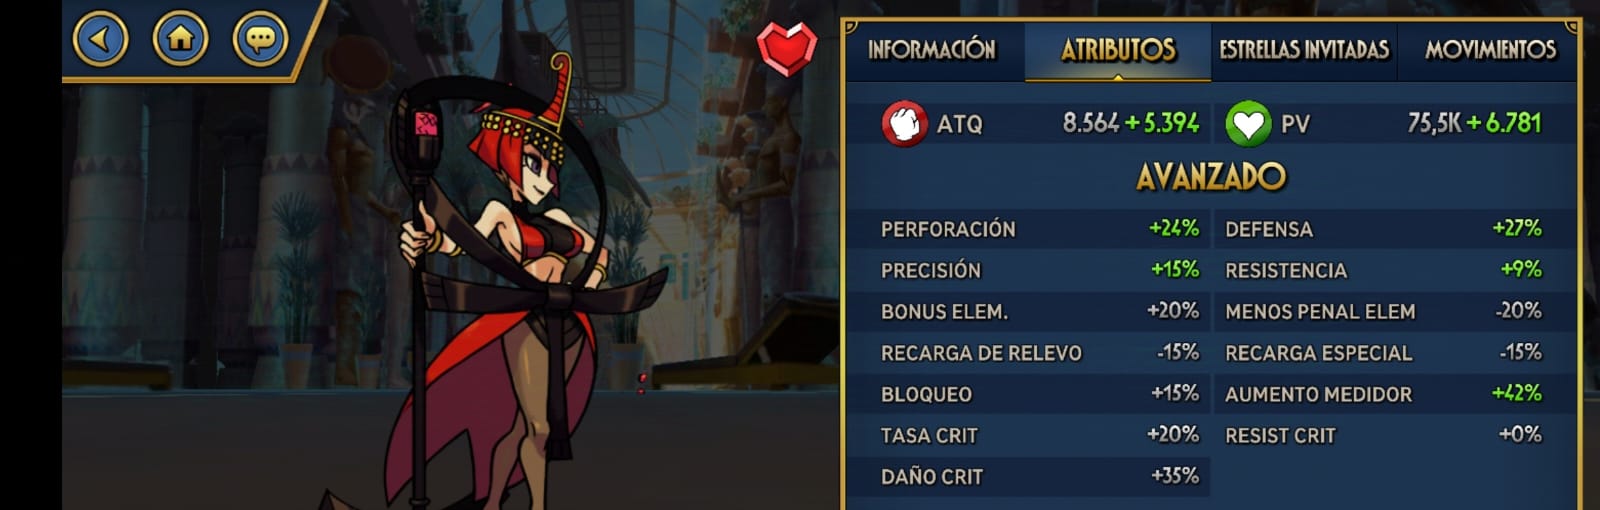 INFORMACIÓN ATRIBUTOS ESTRELLAS INVITADAS MOVIMIENTOS
ATQ 8.564 +5.394 PV 75,5K +6.781
AVANZADO
PERFORACIÓN +24% DEFENSA +27%
PRECISIÓN +15% RESISTENCIA +9%
BONUS ELEM. +20% MENOS PENAL ELEM -20%
RECARGA DE RELEVO -15% RECARGA ESPECIAL -15%
BLOQUEO +15% AUMENTO MEDIDOR +42%
TASA CRIT +20% RESIST CRIT +0%
DAÑO CRIT +35%